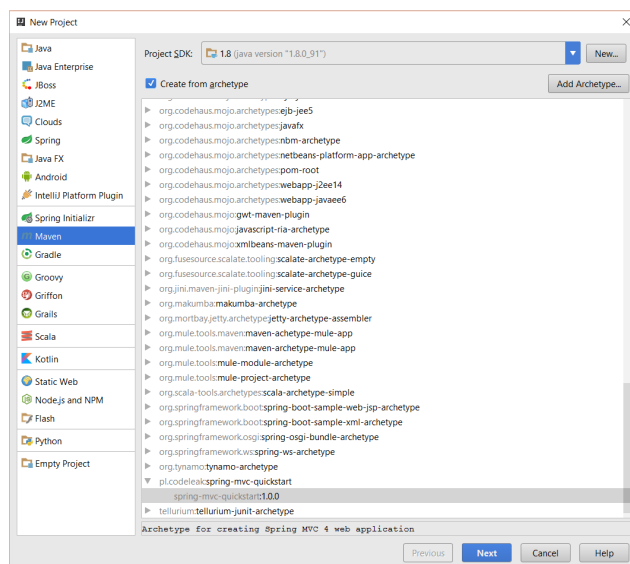 New Project
Java
Java Enterprise
JBoss
J2ME
Clouds
Spring
Java FX
Android
IntelliJ Platform Plugin
Spring Initializr
Maven
Gradle
Groovy
Griffon
Grails
Scala
Kotlin
Static Web
Node.js and NPM
Flash
Python
Empty Project
Project SDK: 1.8 (java version "1.8.0_91") New...
Create from archetype Add Archetype...
org.codehaus.mojo.archetypes:ejb-jee5
org.codehaus.mojo.archetypes:javafx
org.codehaus.mojo.archetypes:nbm-archetype
org.codehaus.mojo.archetypes:netbeans-platform-app-archetype
org.codehaus.mojo.archetypes:pom-root
org.codehaus.mojo.archetypes:webapp-j2ee14
org.codehaus.mojo.archetypes:webapp-javaee6
org.codehaus.mojo:gwt-maven-plugin
org.codehaus.mojo:javascript-ria-archetype
org.codehaus.mojo:xmlbeans-maven-plugin
org.fusesource.scalate.tooling:scalate-archetype-empty
org.fusesource.scalate.tooling:scalate-archetype-guice
org.jini.maven-jini-plugin:jini-service-archetype
org.makumba:makumba-archetype
org.mortbay.jetty.archetype:jetty-archetype-assembler
org.mule.tools.maven:maven-achetype-mule-app
org.mule.tools.maven:maven-archetype-mule-app
org.mule.tools:mule-module-archetype
org.mule.tools:mule-project-archetype
org.scala-tools.archetypes:scala-archetype-simple
org.springframework.boot:spring-boot-sample-web-jsp-archetype
org.springframework.boot:spring-boot-sample-xml-archetype
org.springframework.osgi:spring-osgi-bundle-archetype
org.springframework.ws:spring-ws-archetype
org.tynamo:tynamo-archetype
pl.codeleak:spring-mvc-quickstart
spring-mvc-quickstart:1.0.0
tellurium:tellurium-junit-archetype
Archetype for creating Spring MVC 4 web application
Previous Next Cancel Help